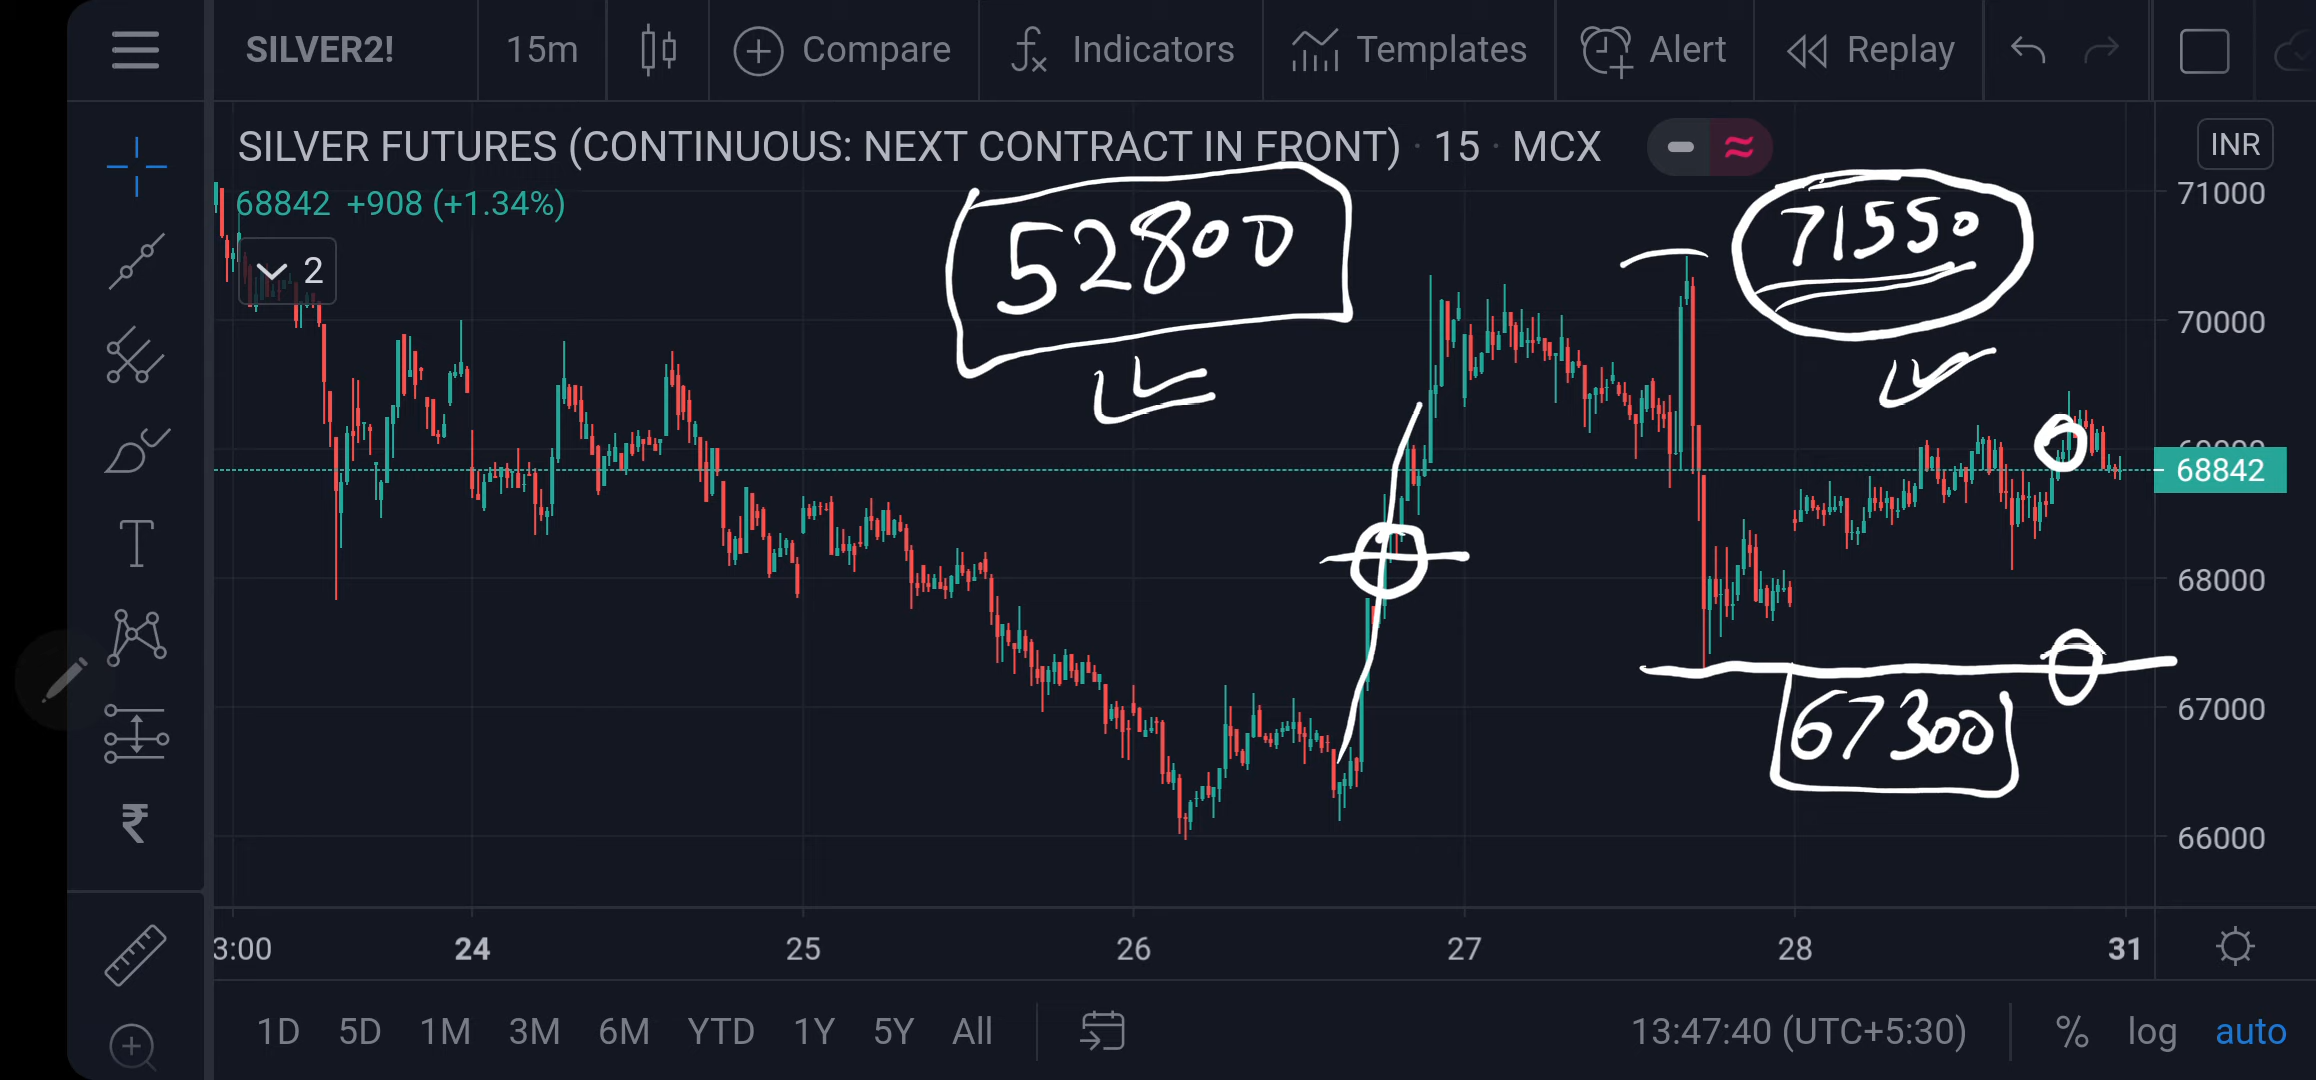 SILVER2!
15m
Compare
Indicators
Templates
Alert
Replay
SILVER FUTURES (CONTINUOUS: NEXT CONTRACT IN FRONT) · 15 · MCX
INR
68842 +908 (+1.34%)
2
52800
71550
71000
70000
68842
68000
67000
66000
67300
3:00 24 25 26 27 28 31
1D 5D 1M 3M 6M YTD 1Y 5Y All
13:47:40 (UTC+5:30)
% log auto